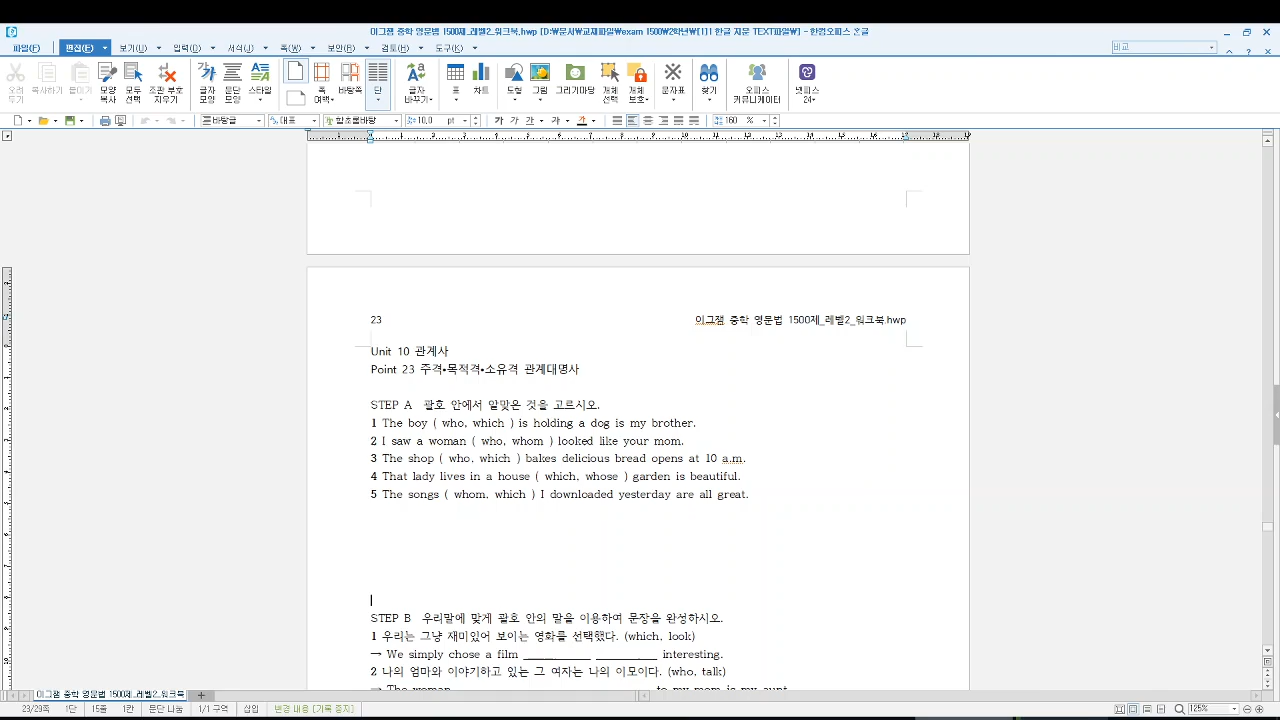 이그잼 중학 영문법 1500제_레벨2_워크북.hwp [D:₩문서₩교재파일₩exam 1500₩2학년₩[1] 한글 지문 TEXT파일₩] - 한컴오피스 한글
파일(F) 편집(E) 보기(U) 입력(D) 서식(J) 쪽(W) 보안(R) 검토(H) 도구(K) 비교
오려 두기 복사하기 붙이기 모양 복사 모두 선택 조판 부호 지우기 글자 모양 문단 모양 스타일 쪽 여백 바탕쪽 단 글자 바꾸기 표 차트 도형 그림 그리기마당 개체 선택 개체 보호 문자표 찾기 오피스 커뮤니케이터 넷피스 24
바탕글 대표 함초롬바탕 10.0 pt 가 가 가 가 가 160 %
23 이그잼 중학 영문법 1500제_레벨2_워크북.hwp
Unit 10 관계사
Point 23 주격•목적격•소유격 관계대명사
STEP A 괄호 안에서 알맞은 것을 고르시오.
1 The boy ( who, which ) is holding a dog is my brother.
2 I saw a woman ( who, whom ) looked like your mom.
3 The shop ( who, which ) bakes delicious bread opens at 10 a.m.
4 That lady lives in a house ( which, whose ) garden is beautiful.
5 The songs ( whom, which ) I downloaded yesterday are all great.
STEP B 우리말에 맞게 괄호 안의 말을 이용하여 문장을 완성하시오.
1 우리는 그냥 재미있어 보이는 영화를 선택했다. (which, look)
→ We simply chose a film __________ __________ interesting.
2 나의 엄마와 이야기하고 있는 그 여자는 나의 이모이다. (who, talk)
→ The woman __________ __________ __________ to my mom is my aunt.
이그잼 중학 영문법 1500제_레벨2_워크북
23/29쪽 1단 15줄 1칸 문단 나눔 1/1 구역 삽입 변경 내용 [기록 중지] 125%